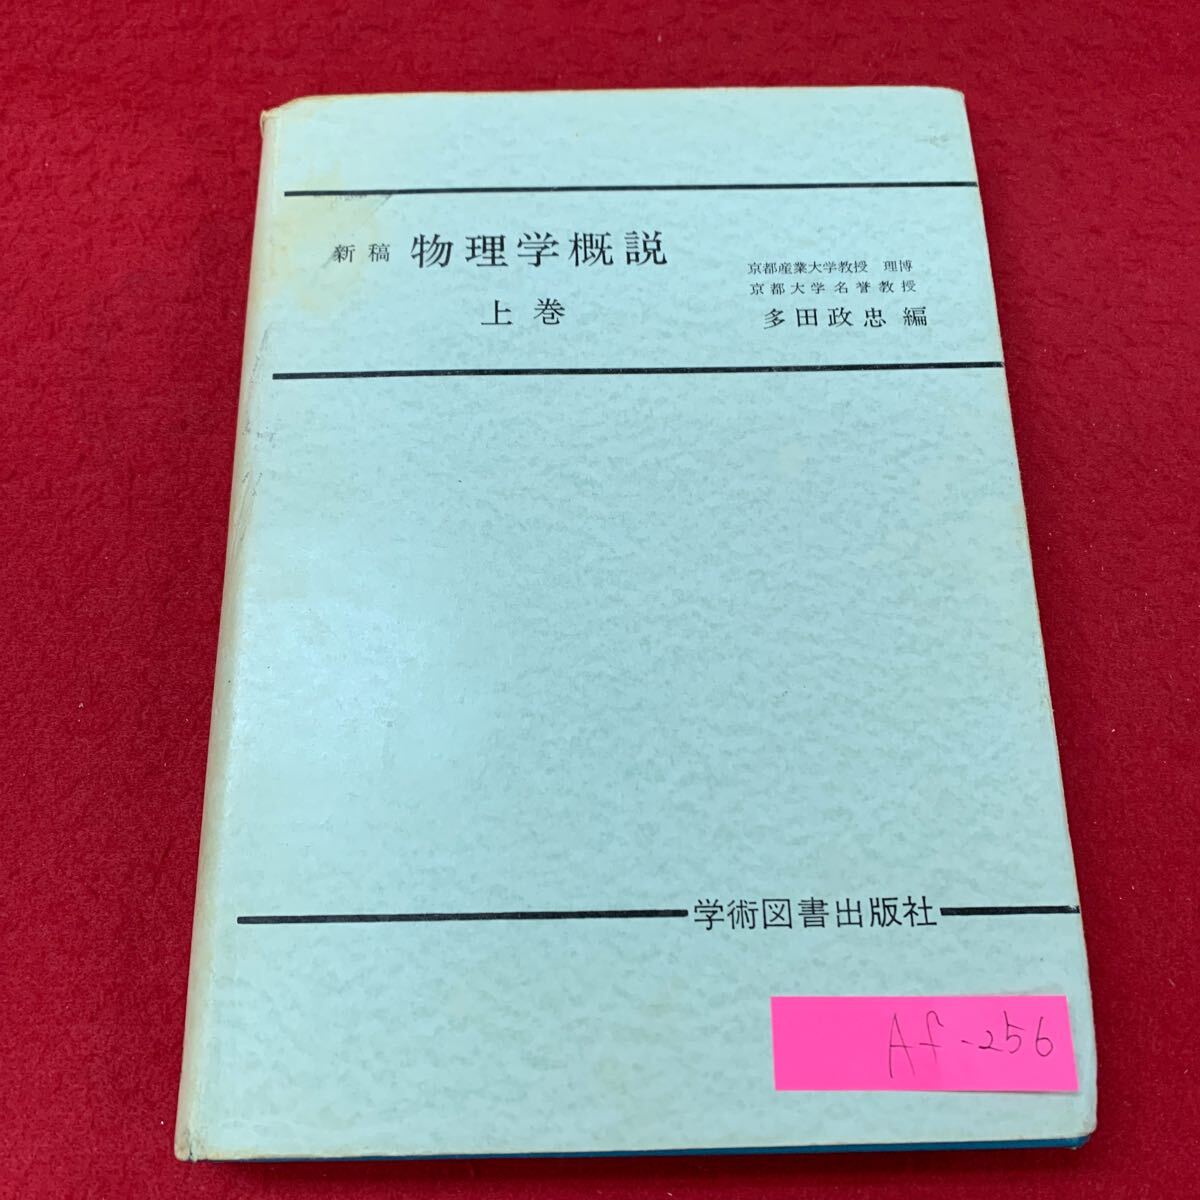 新稿 物理学概説
上巻
京都産業大学教授 理博
京都大学名誉教授
多田政忠 編
学術図書出版社
Af-256